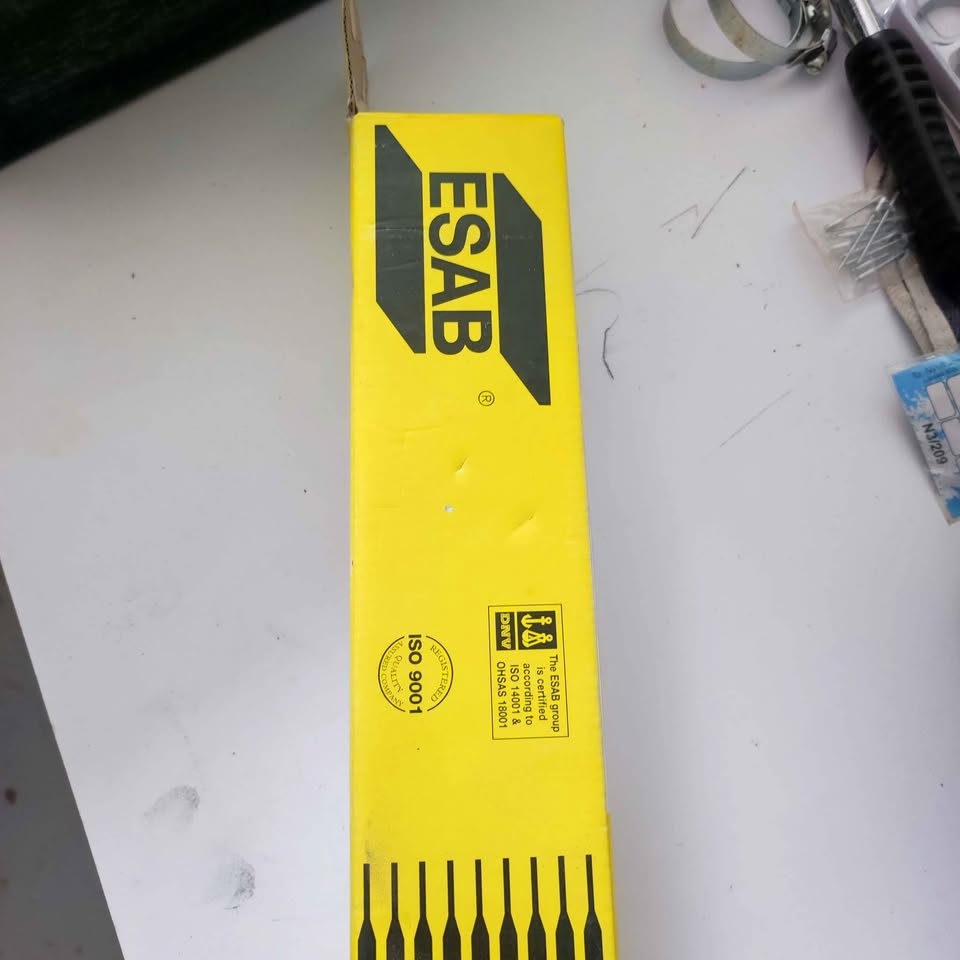 ESAB
®
DNV
The ESAB group
is certified
according to
ISO 14001 &
OHSAS 18001
REGISTERED
ISO 9001
QUALITY
ASSURED COMPANY
N3/209